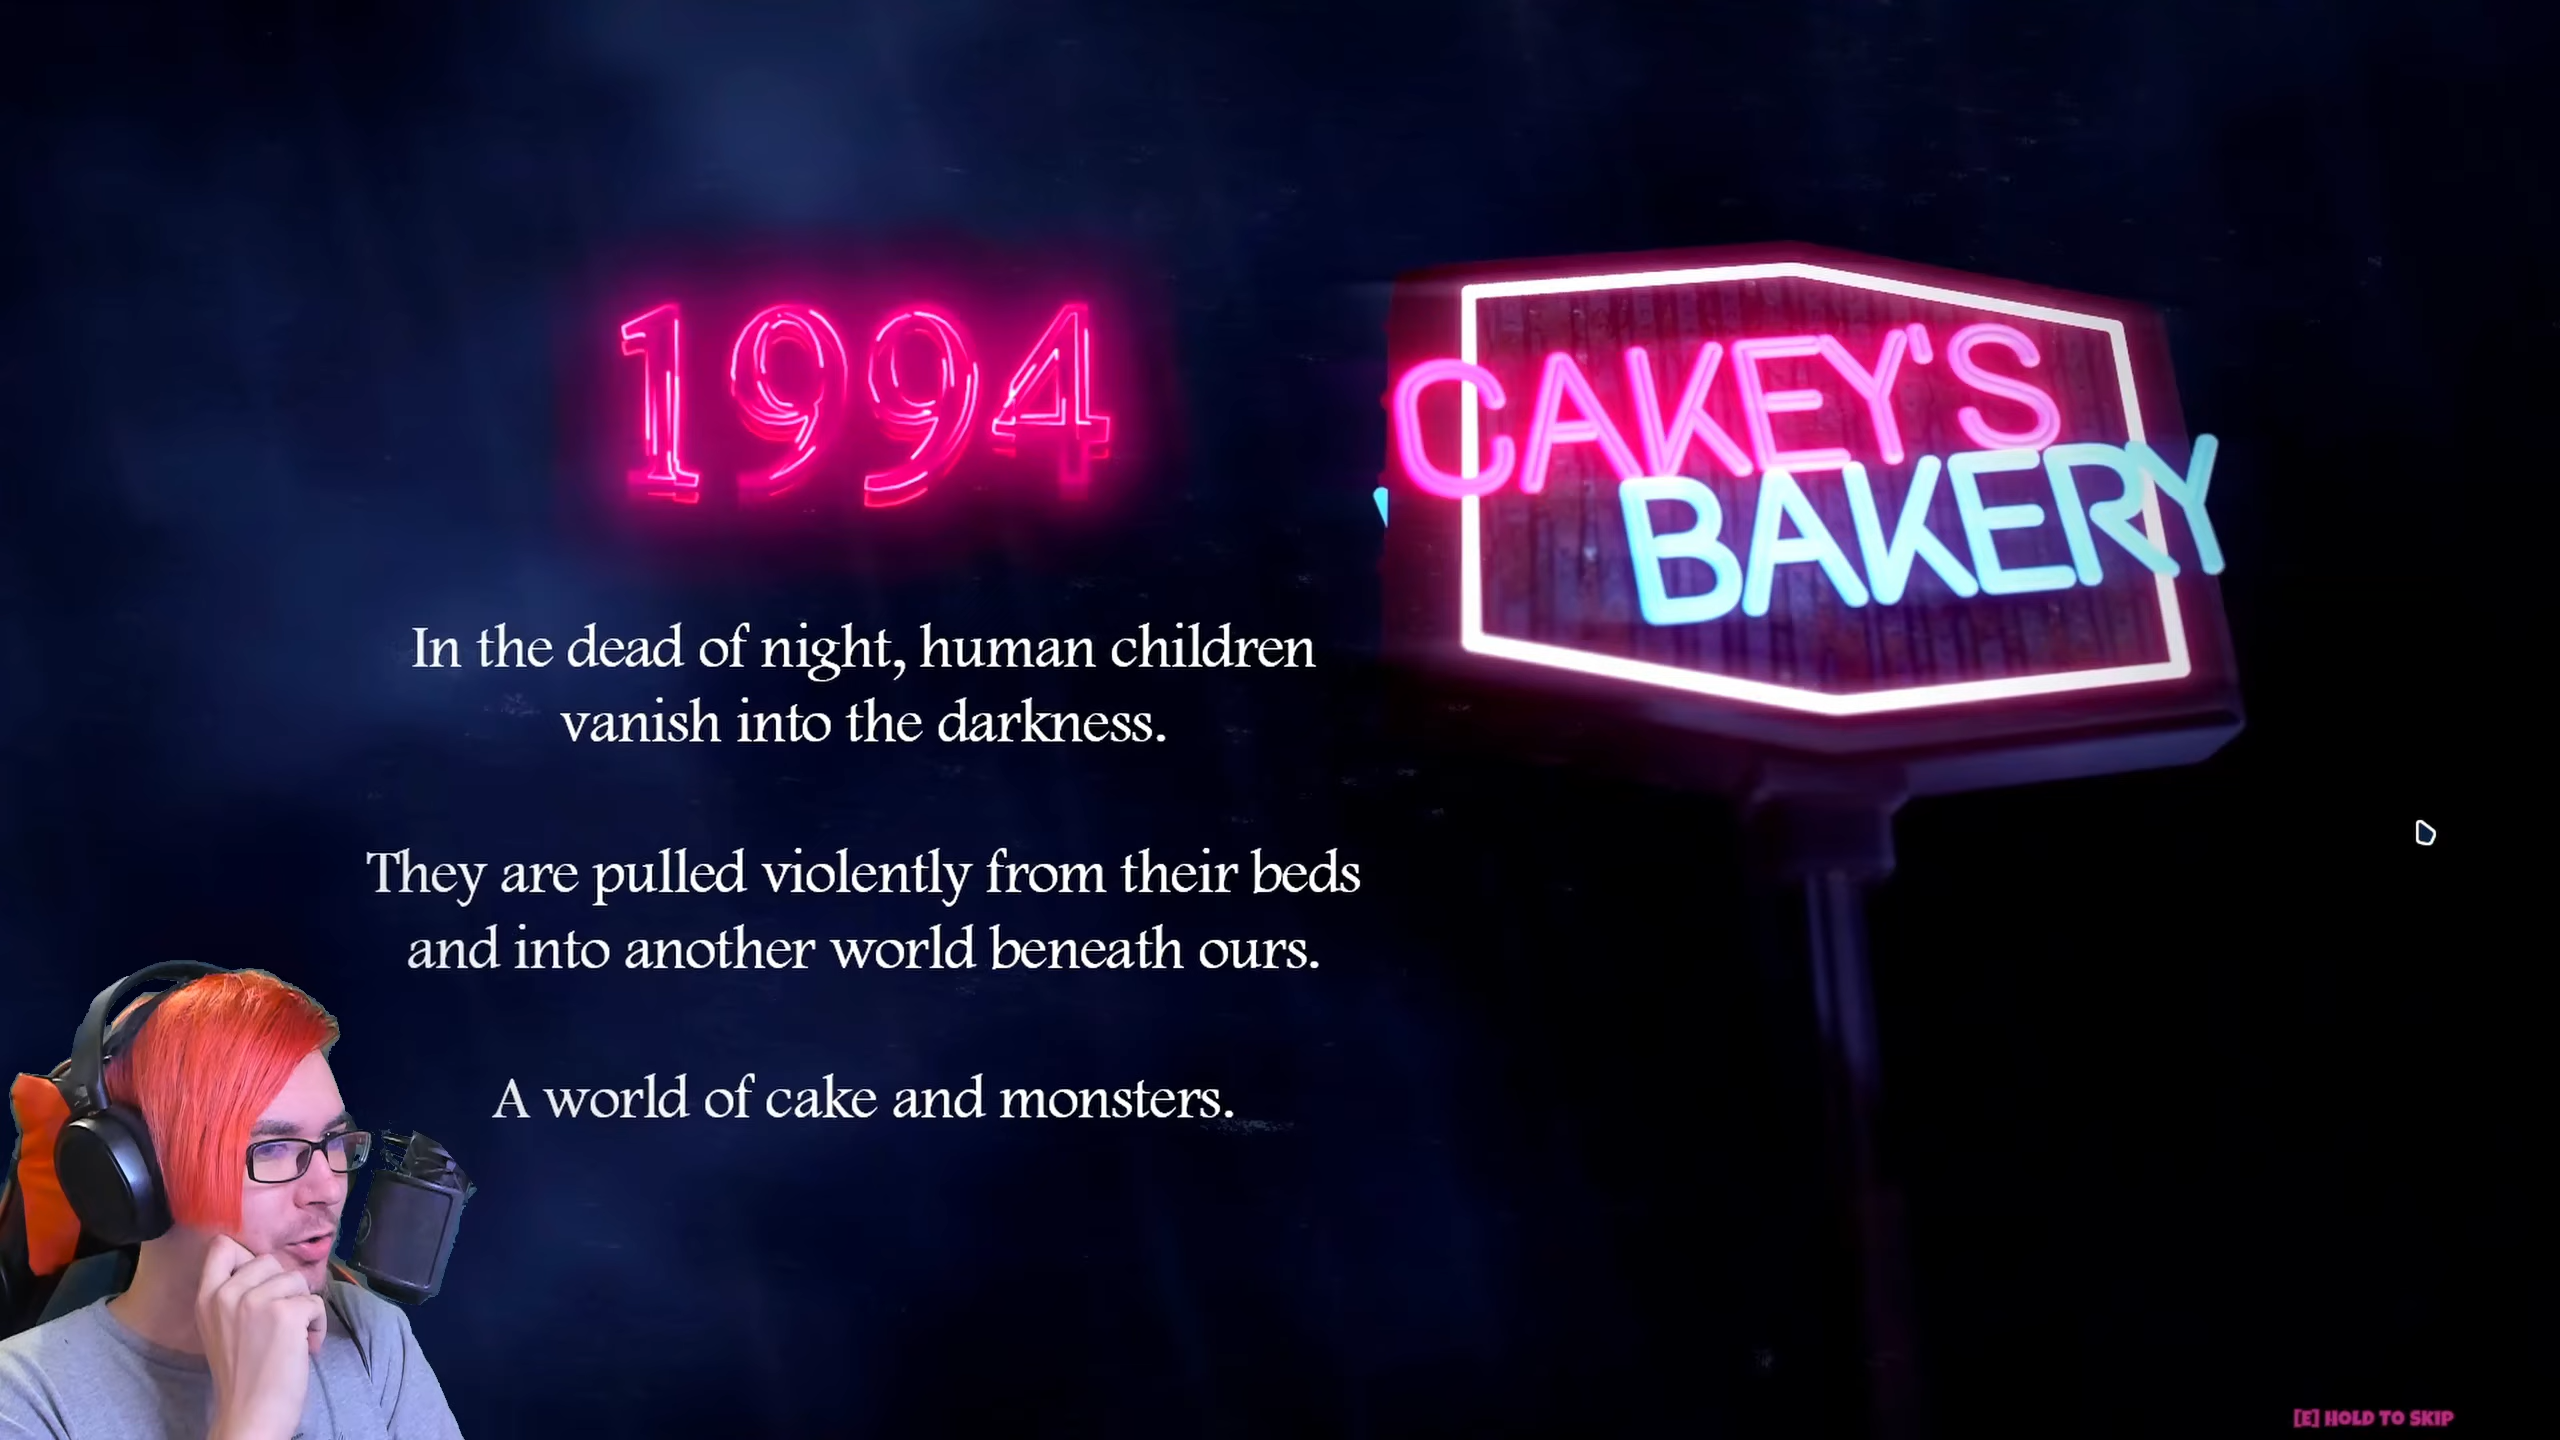 1994
CAKEY'S
BAKERY
In the dead of night, human children
vanish into the darkness.
They are pulled violently from their beds
and into another world beneath ours.
A world of cake and monsters.
[E] HOLD TO SKIP